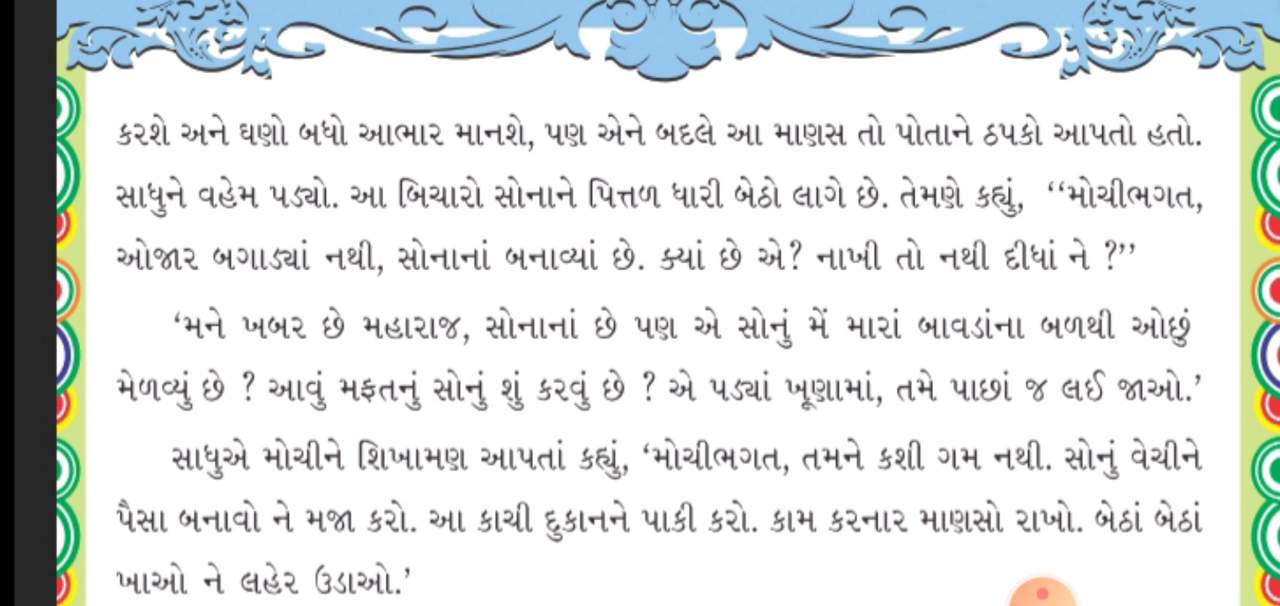 કરશે અને ઘણો બધો આભાર માનશે, પણ એને બદલે આ માણસ તો પોતાને ઠપકો આપતો હતો.
સાધુને વહેમ પડ્યો. આ બિચારો સોનાને પિત્તળ ધારી બેઠો લાગે છે. તેમણે કહ્યું, ‘‘મોચીભગત,
ઓજાર બગાડ્યાં નથી, સોનાનાં બનાવ્યાં છે. ક્યાં છે એ? નાખી તો નથી દીધાં ને ?’’
‘મને ખબર છે મહારાજ, સોનાનાં છે પણ એ સોનું મેં મારાં બાવડાંના બળથી ઓછું
મેળવ્યું છે ? આવું મફતનું સોનું શું કરવું છે ? એ પડ્યાં ખૂણામાં, તમે પાછાં જ લઈ જાઓ.’
સાધુએ મોચીને શિખામણ આપતાં કહ્યું, ‘મોચીભગત, તમને કશી ગમ નથી. સોનું વેચીને
પૈસા બનાવો ને મજા કરો. આ કાચી દુકાનને પાકી કરો. કામ કરનાર માણસો રાખો. બેઠાં બેઠાં
ખાઓ ને લહેર ઉડાઓ.’